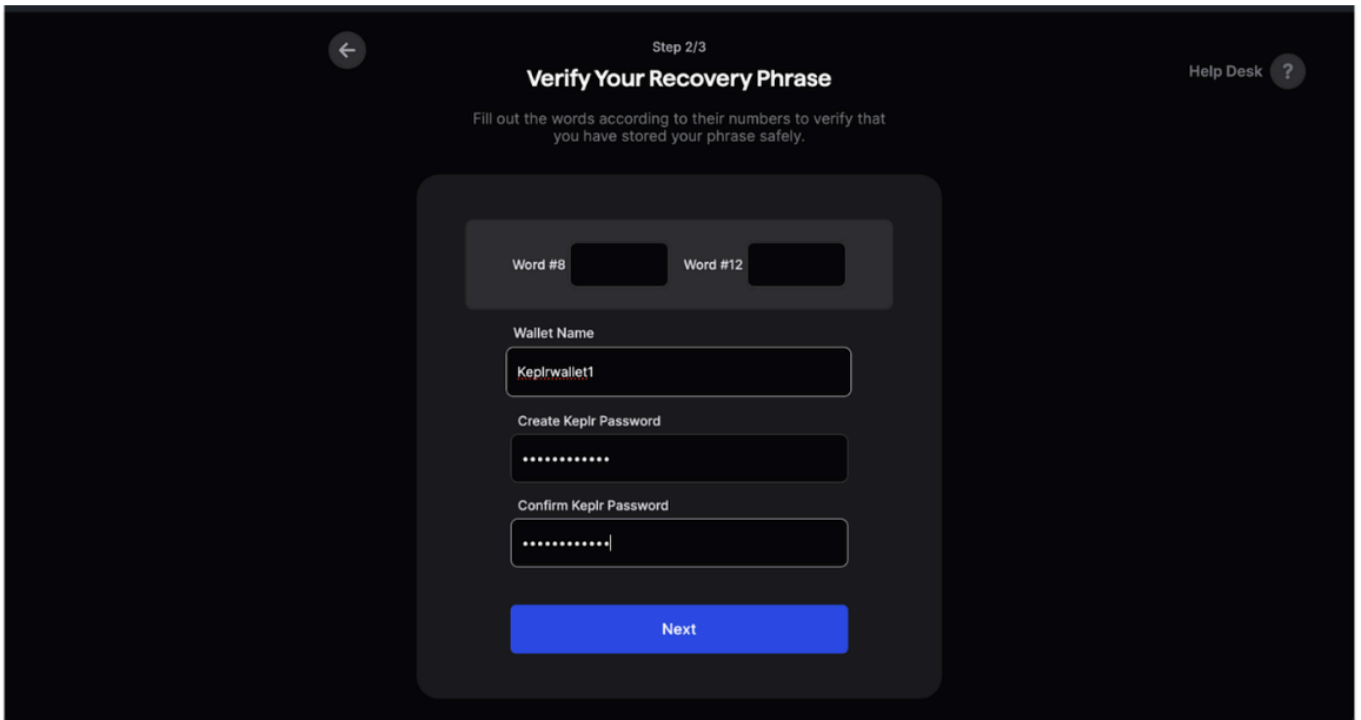 Step 2/3
Verify Your Recovery Phrase
Help Desk ?
Fill out the words according to their numbers to verify that
you have stored your phrase safely.
Word #8 Word #12
Wallet Name
Keplrwallet1
Create Keplr Password
••••••••••••
Confirm Keplr Password
••••••••••••
Next